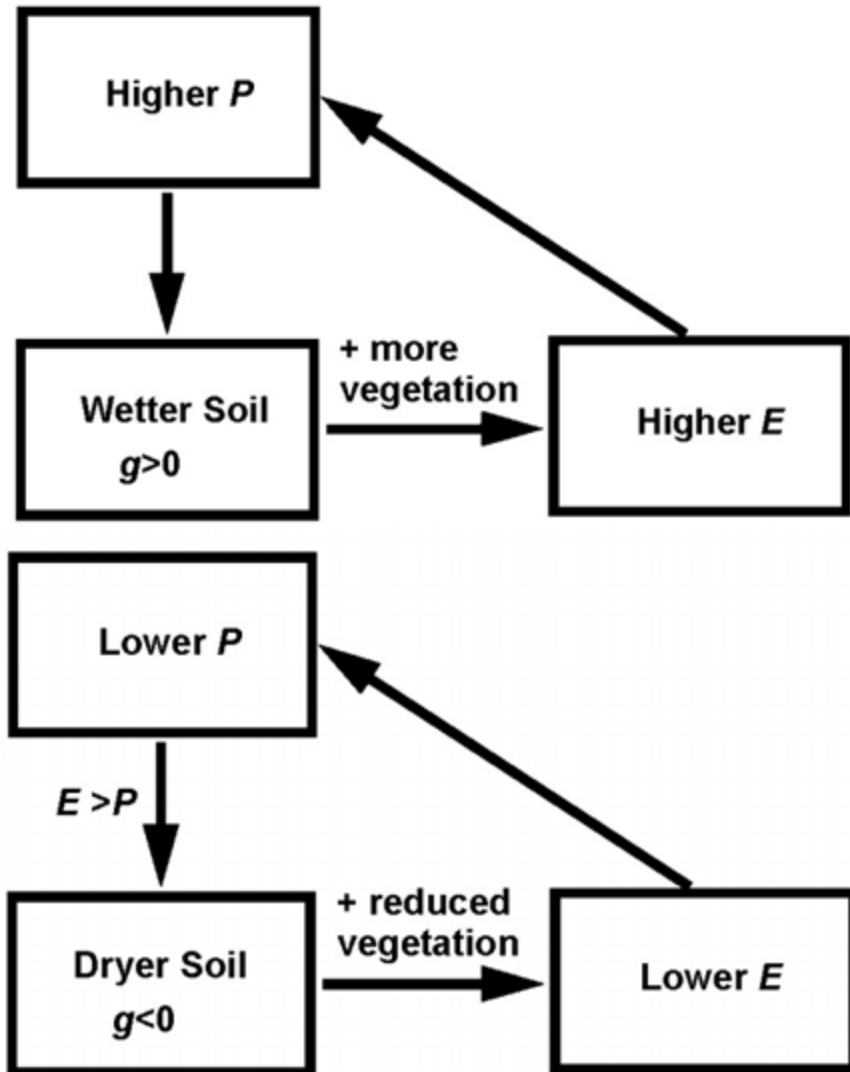 Higher P
+ more
vegetation
Wetter Soil
g>0
Higher E
Lower P
E >P
+ reduced
vegetation
Dryer Soil
g<0
Lower E